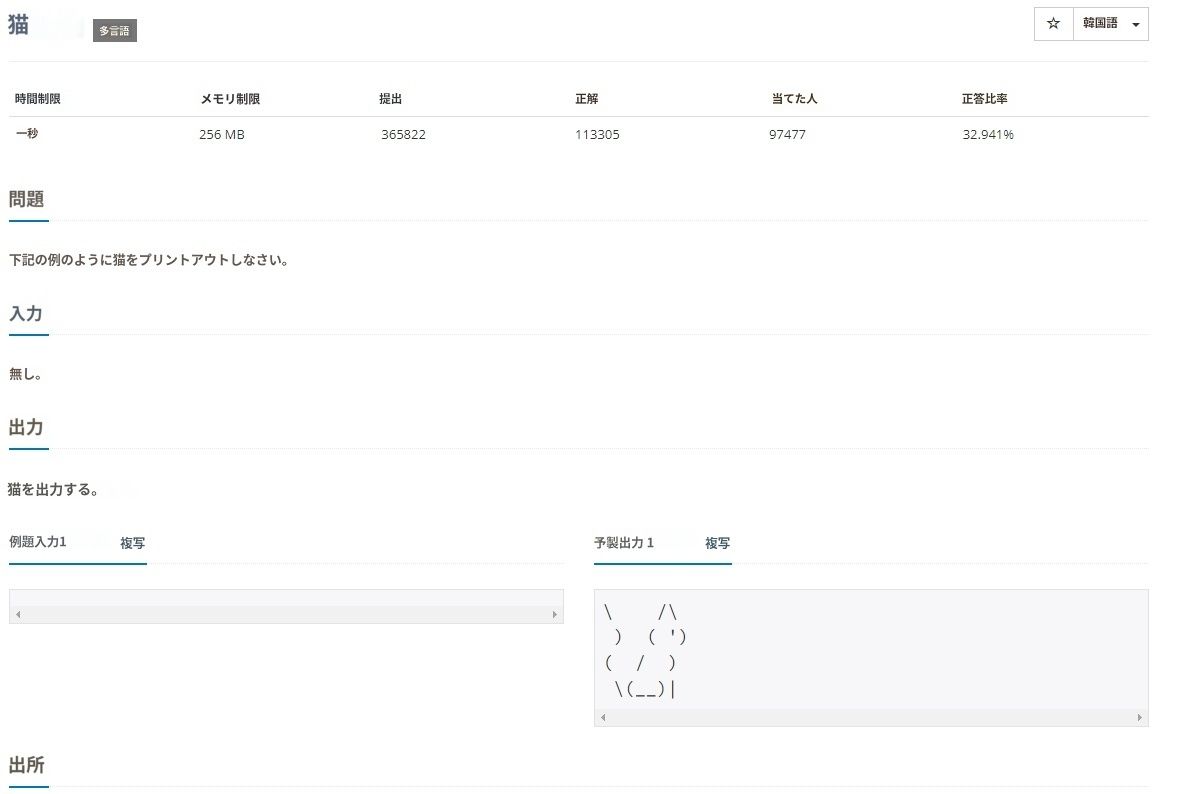 猫 多言語 ☆ 韓国語
時間制限 メモリ制限 提出 正解 当てた人 正答比率
一秒 256 MB 365822 113305 97477 32.941%
問題
下記の例のように猫をプリントアウトしなさい。
入力
無し。
出力
猫を出力する。
例題入力1 複写
予製出力 1 複写
\    /\
 )  ( ')
(  /  )
 \(__)|
出所